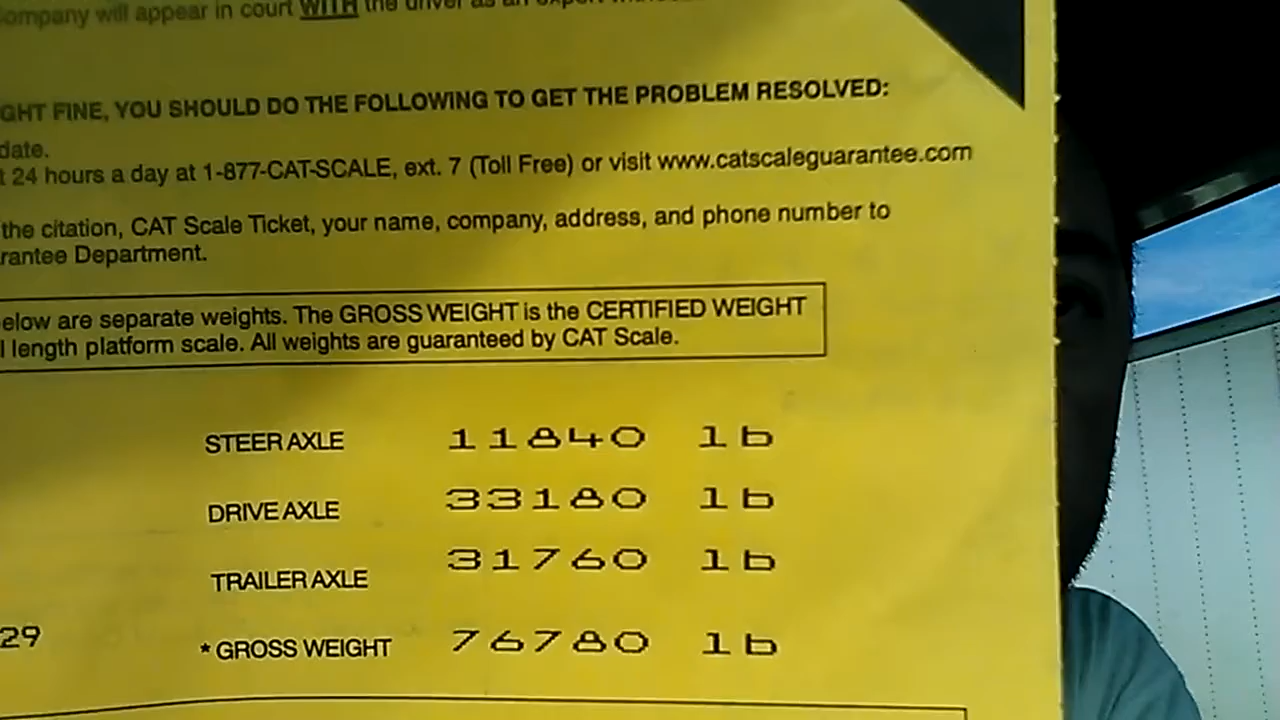 ompany will appear in court WITH the driver as an expert
GHT FINE, YOU SHOULD DO THE FOLLOWING TO GET THE PROBLEM RESOLVED:
date.
t 24 hours a day at 1-877-CAT-SCALE, ext. 7 (Toll Free) or visit www.catscaleguarantee.com
the citation, CAT Scale Ticket, your name, company, address, and phone number to
rantee Department.
elow are separate weights. The GROSS WEIGHT is the CERTIFIED WEIGHT
l length platform scale. All weights are guaranteed by CAT Scale.
STEER AXLE 11840 lb
DRIVE AXLE 33180 lb
TRAILER AXLE 31760 lb
29 * GROSS WEIGHT 76780 lb